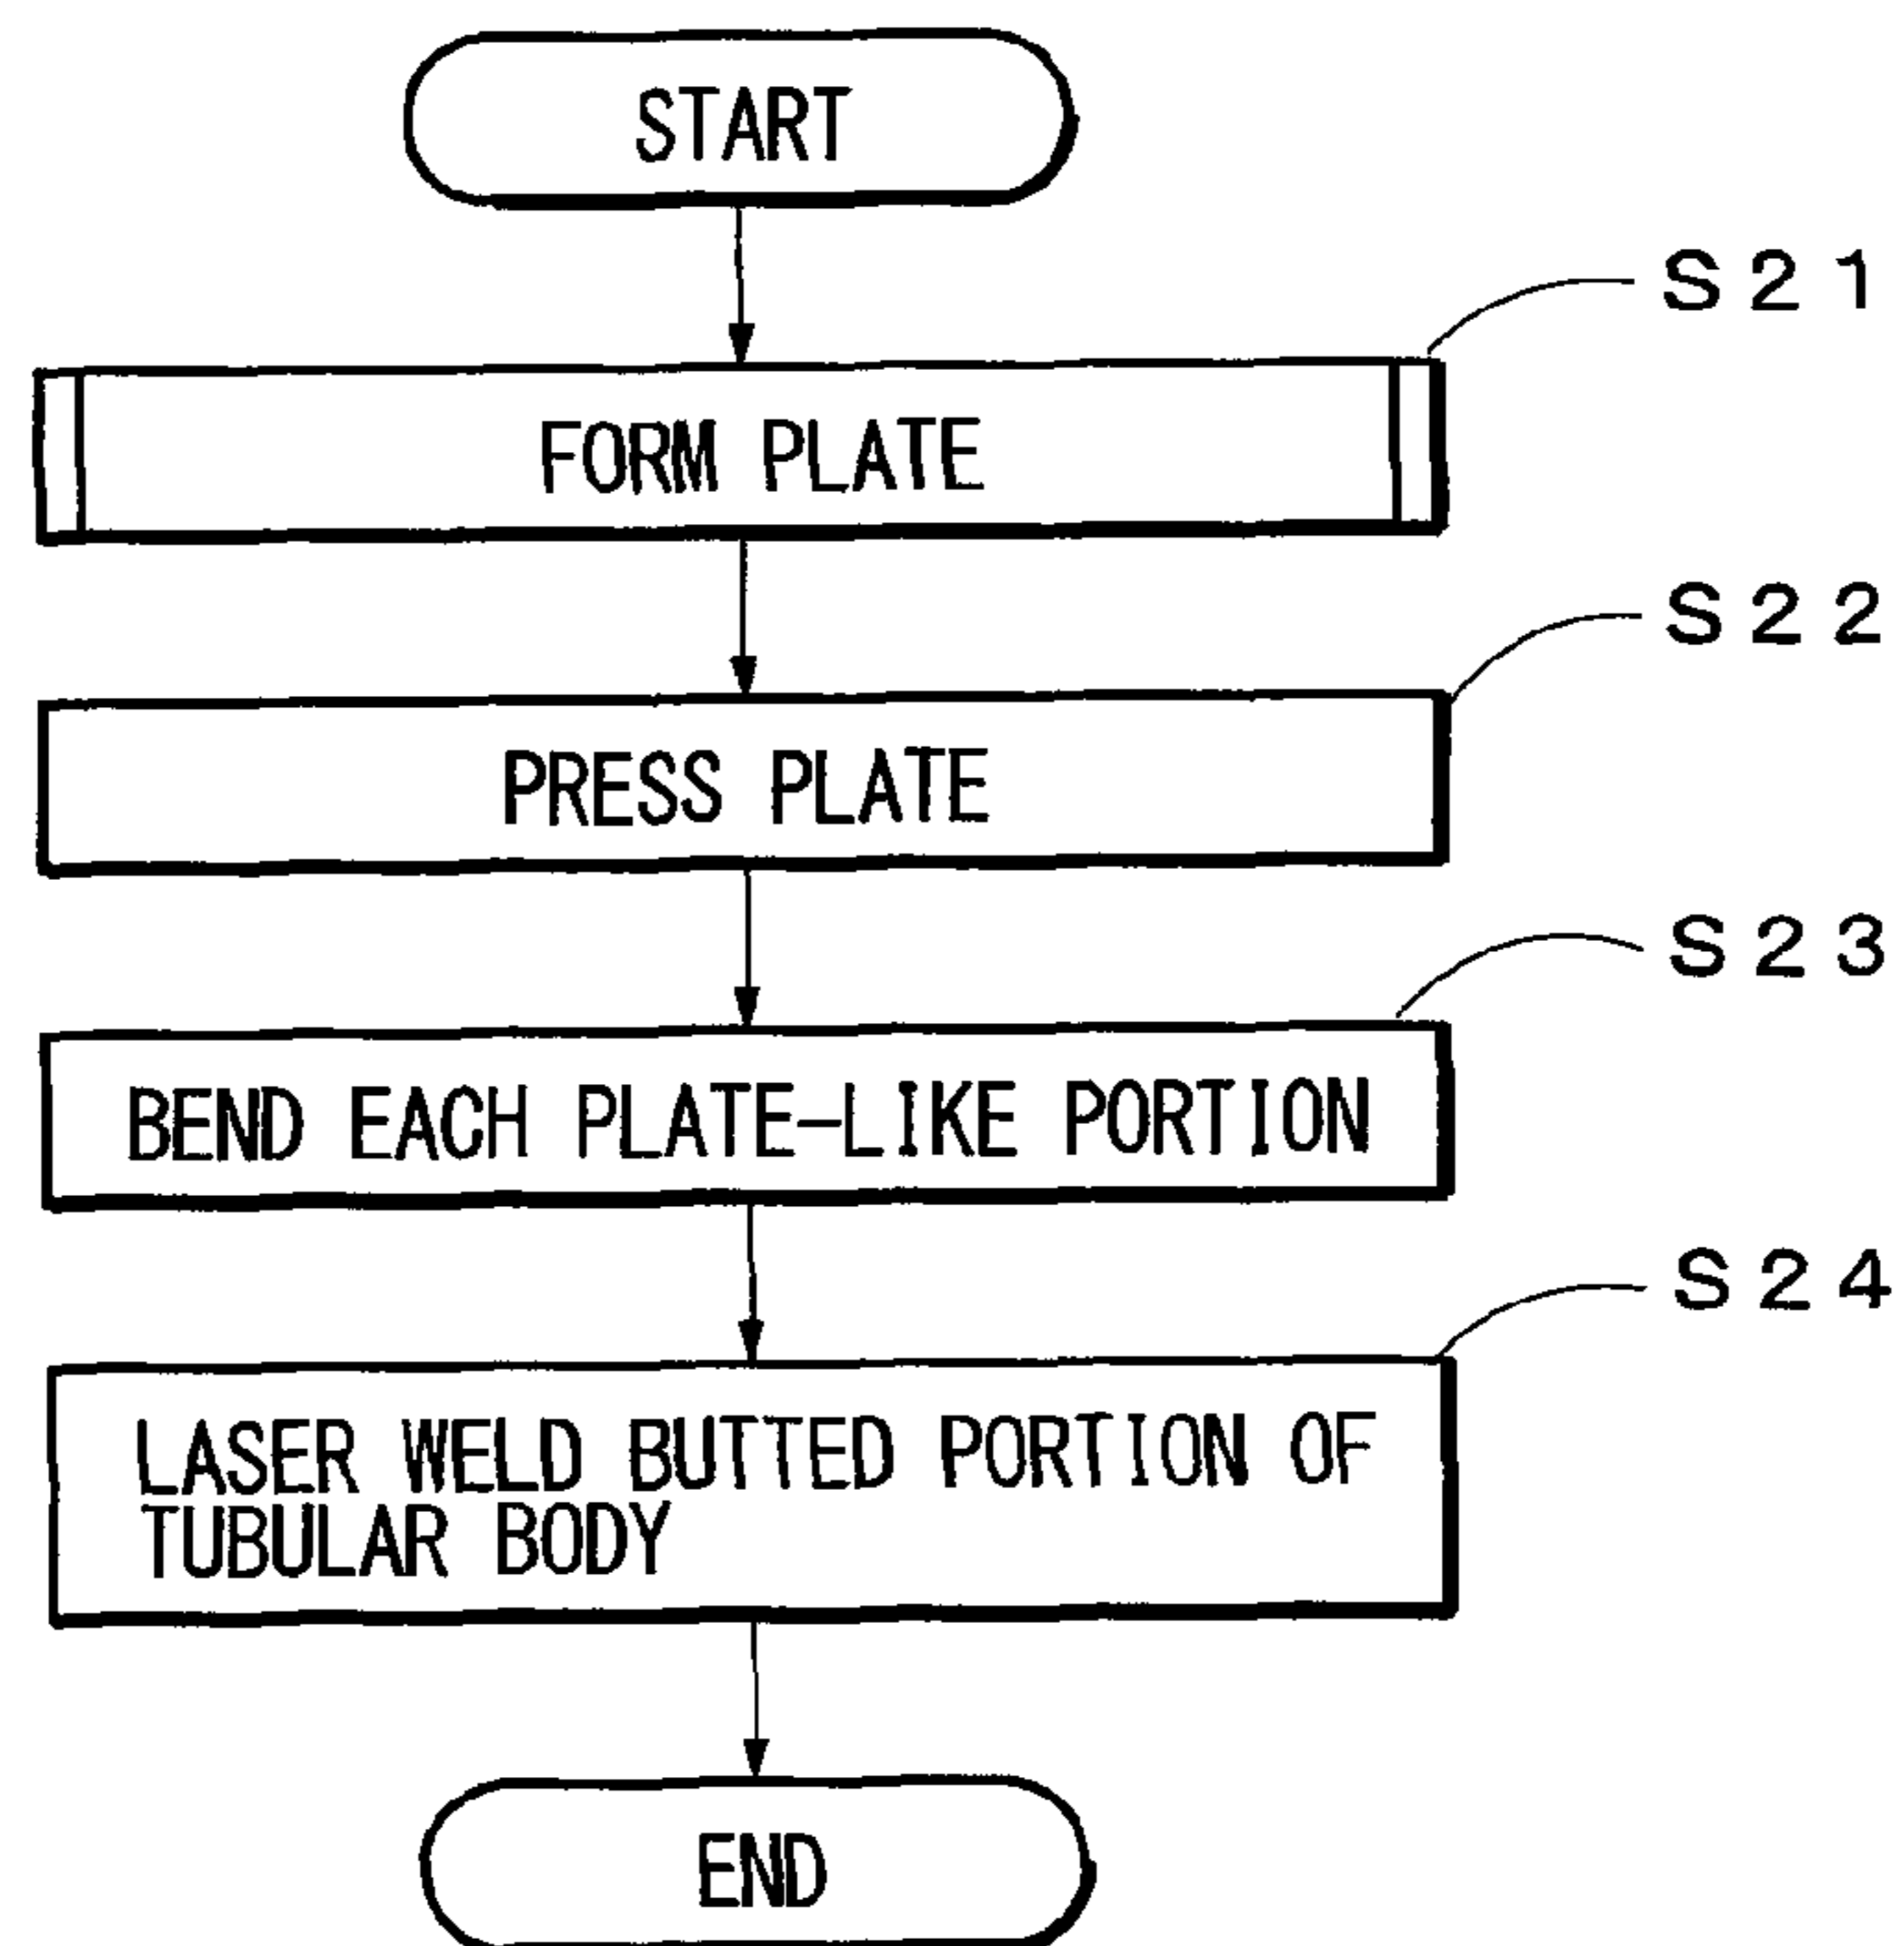 START
S21
FORM PLATE
S22
PRESS PLATE
S23
BEND EACH PLATE-LIKE PORTION
S24
LASER WELD BUTTED PORTION OF
TUBULAR BODY
END